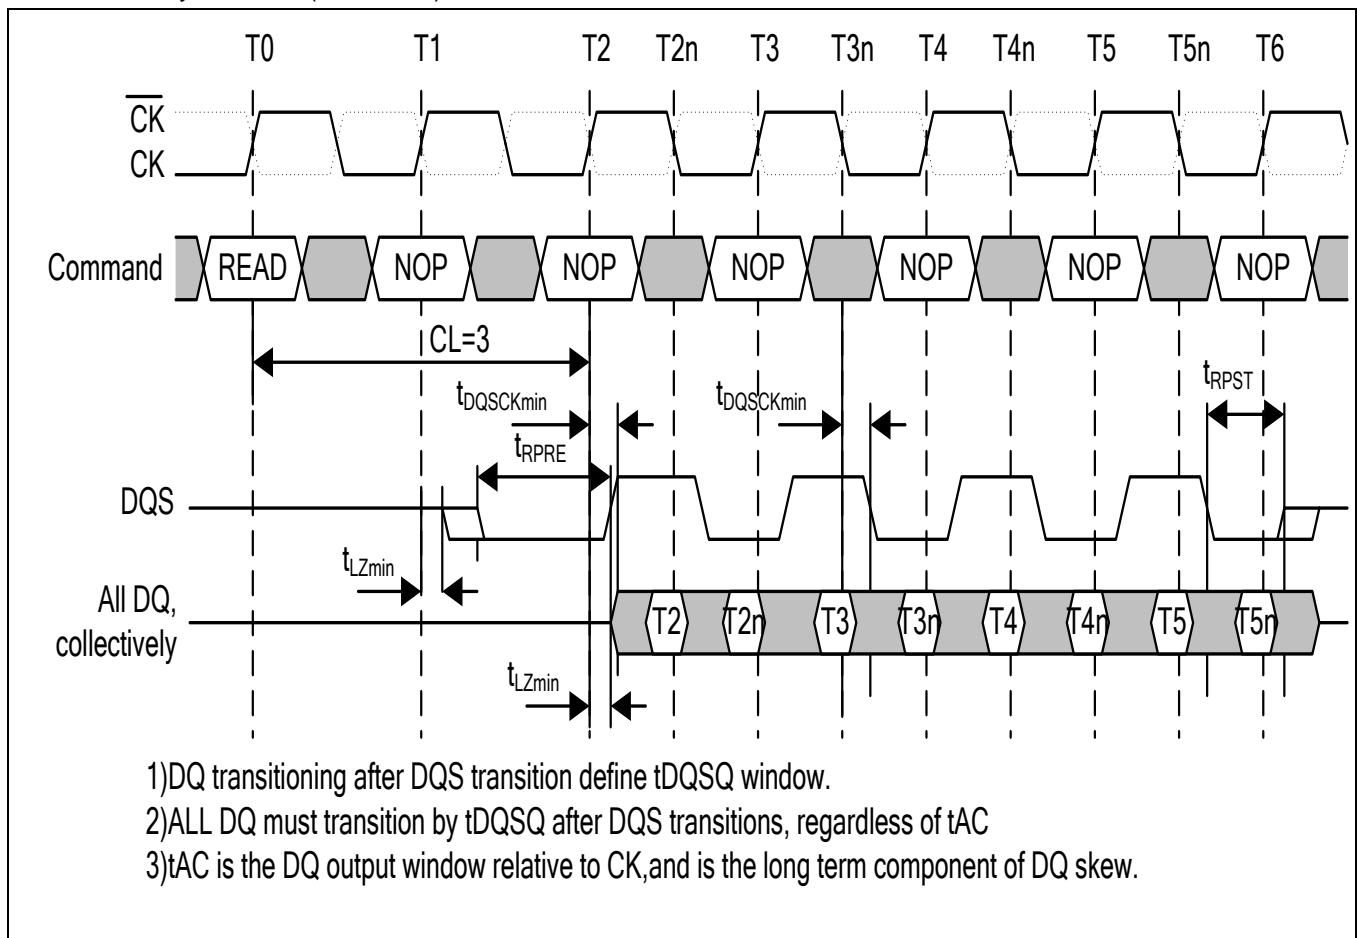 T0 T1 T2 T2n T3 T3n T4 T4n T5 T5n T6
CK
CK
Command READ NOP NOP NOP NOP NOP NOP
CL=3
tDQSCKmin tDQSCKmin tRPST
tRPRE
DQS
tLZmin
All DQ,
collectively
T2 T2n T3 T3n T4 T4n T5 T5n
tLZmin
1)DQ transitioning after DQS transition define tDQSQ window.
2)ALL DQ must transition by tDQSQ after DQS transitions, regardless of tAC
3)tAC is the DQ output window relative to CK,and is the long term component of DQ skew.